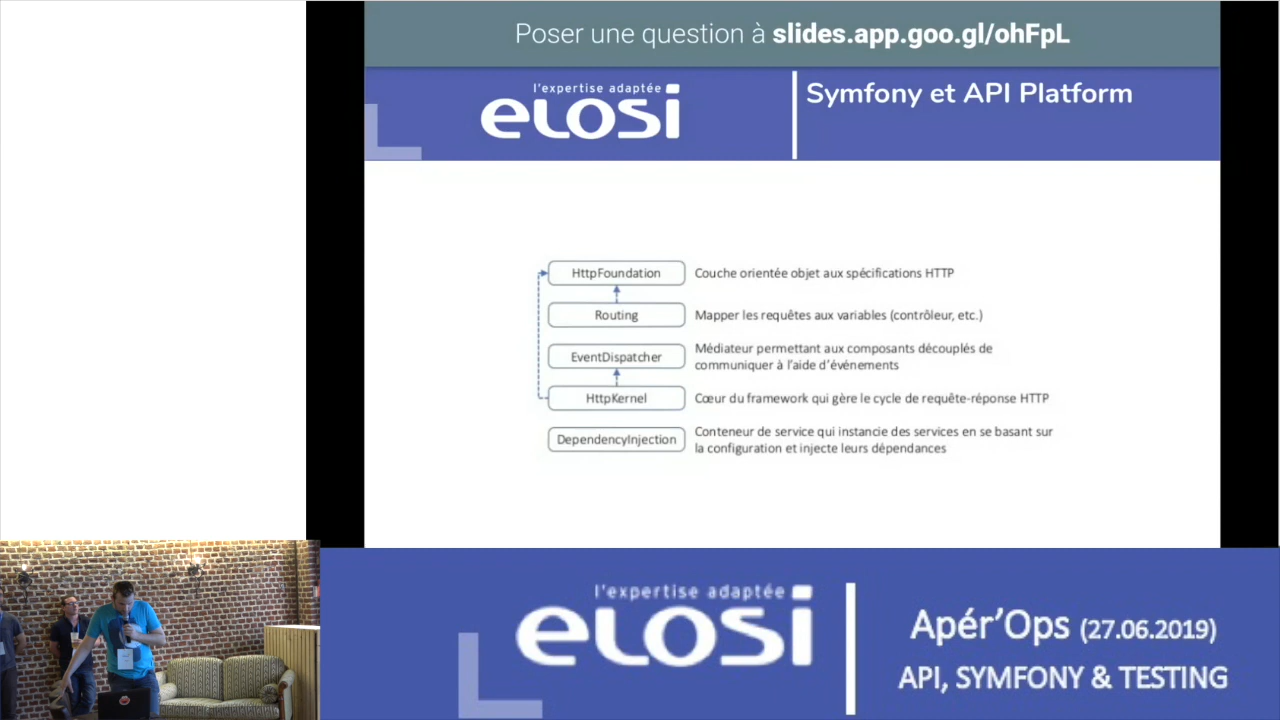 Poser une question à slides.app.goo.gl/ohFpL
l'expertise adaptée
eLOSi
Symfony et API Platform
HttpFoundation
Couche orientée objet aux spécifications HTTP
Routing
Mapper les requêtes aux variables (contrôleur, etc.)
EventDispatcher
Médiateur permettant aux composants découplés de
communiquer à l'aide d'événements
HttpKernel
Cœur du framework qui gère le cycle de requête-réponse HTTP
DependencyInjection
Conteneur de service qui instancie des services en se basant sur
la configuration et injecte leurs dépendances
l'expertise adaptée
eLOSi
Apér'Ops (27.06.2019)
API, SYMFONY & TESTING